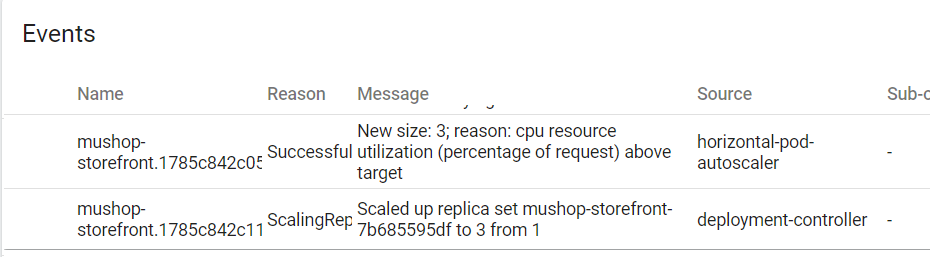 Events
Name Reason Message Source Sub-o
mushop-
storefront.1785c842c05
Successful
New size: 3; reason: cpu resource
utilization (percentage of request) above
target
horizontal-pod-
autoscaler
-
mushop-
storefront.1785c842c11
ScalingRep
Scaled up replica set mushop-storefront-
7b685595df to 3 from 1
deployment-controller
-